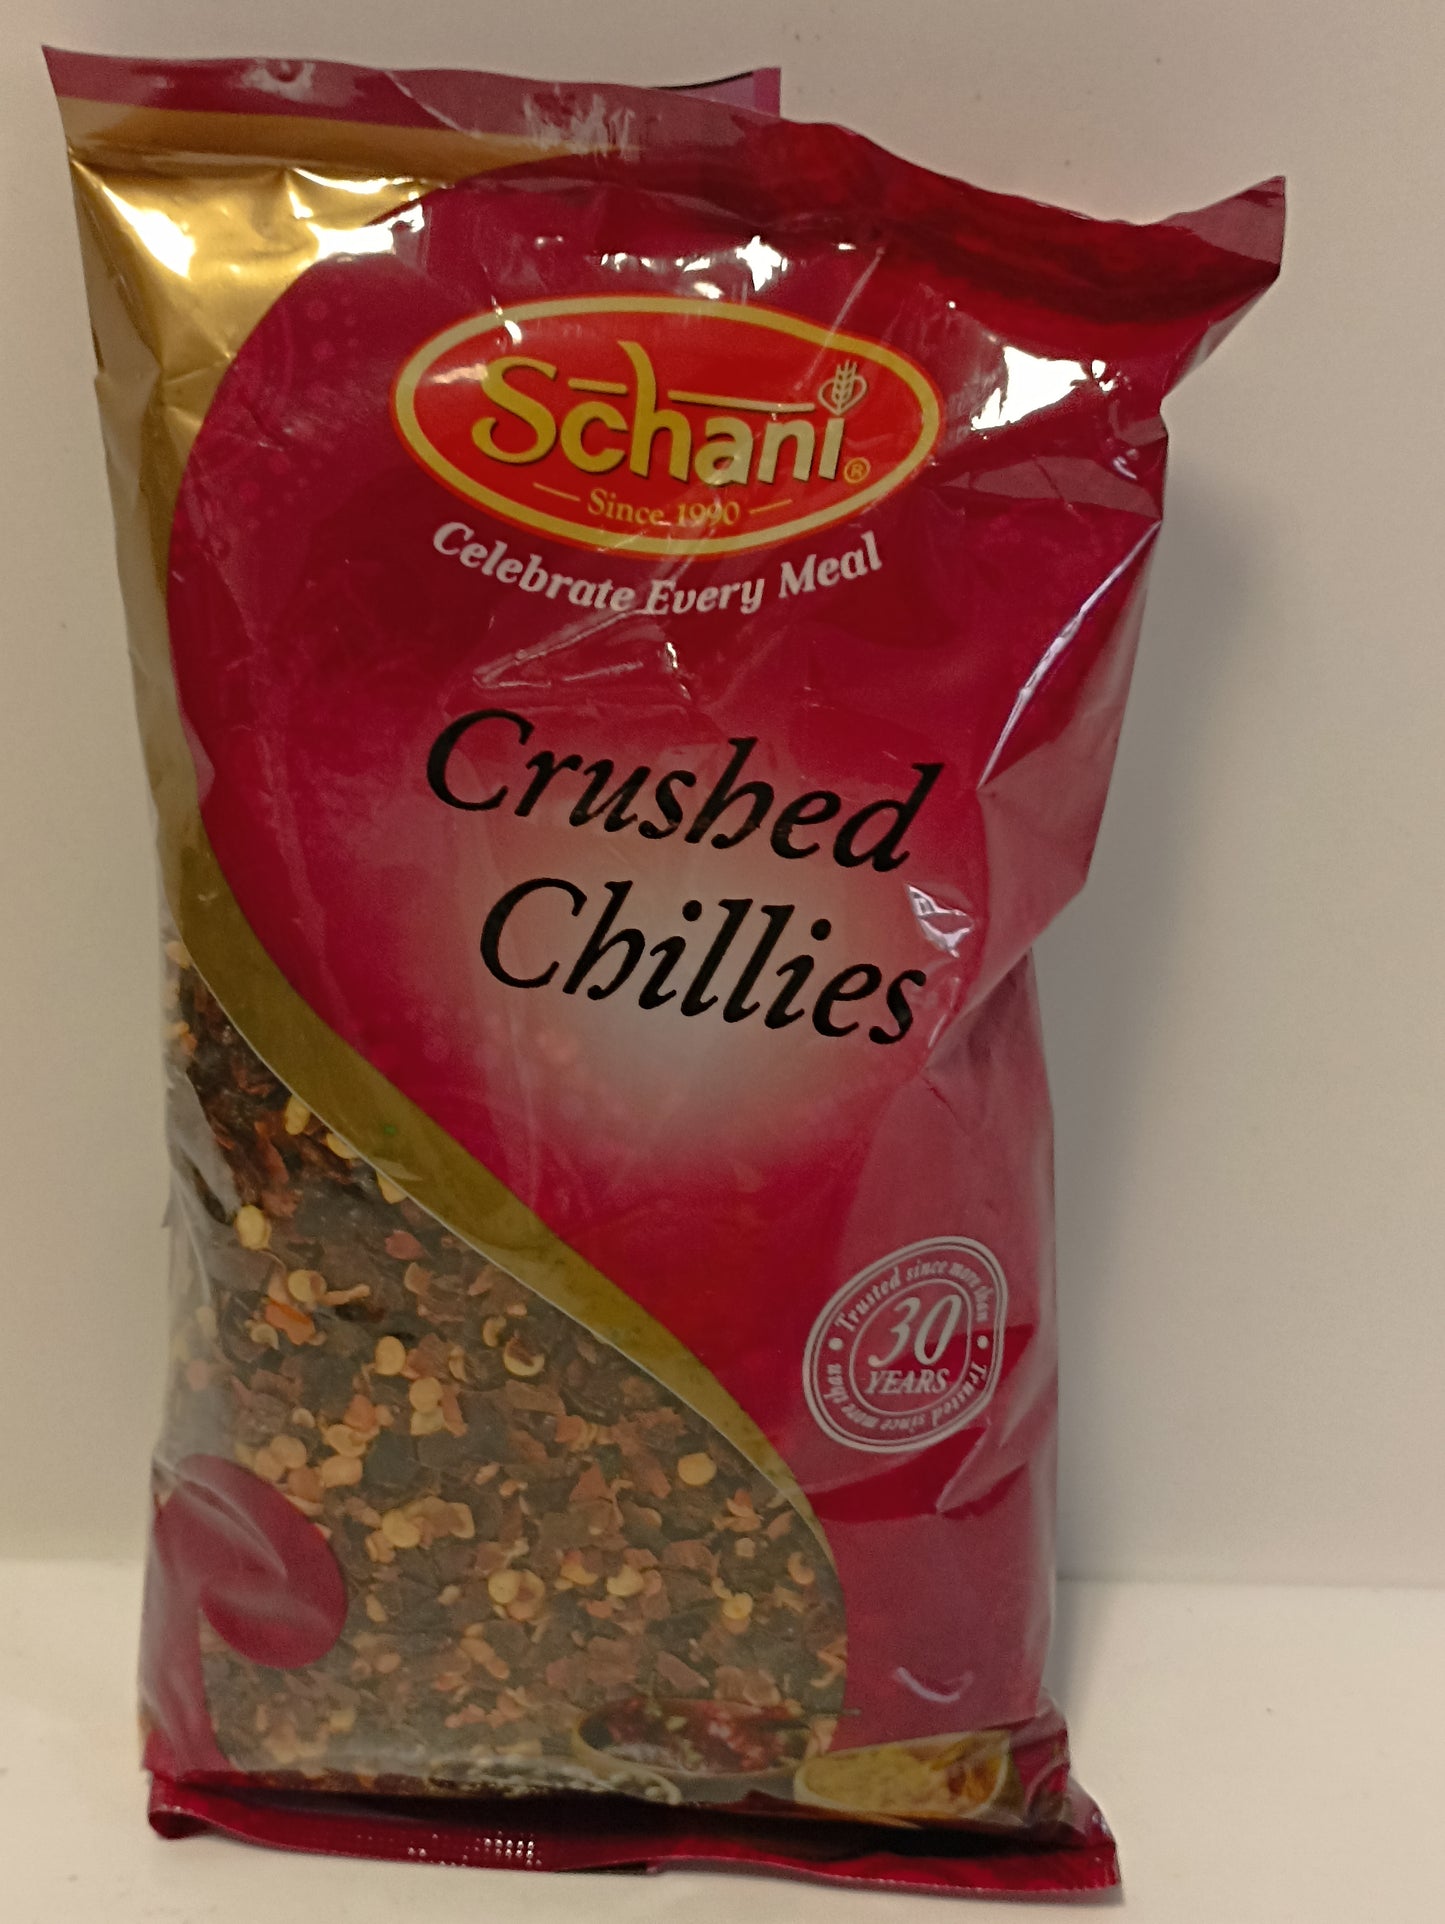 Schani®
Since 1990
Celebrate Every Meal
Crushed
Chillies
Trusted since more than
30
YEARS
Trusted since more than